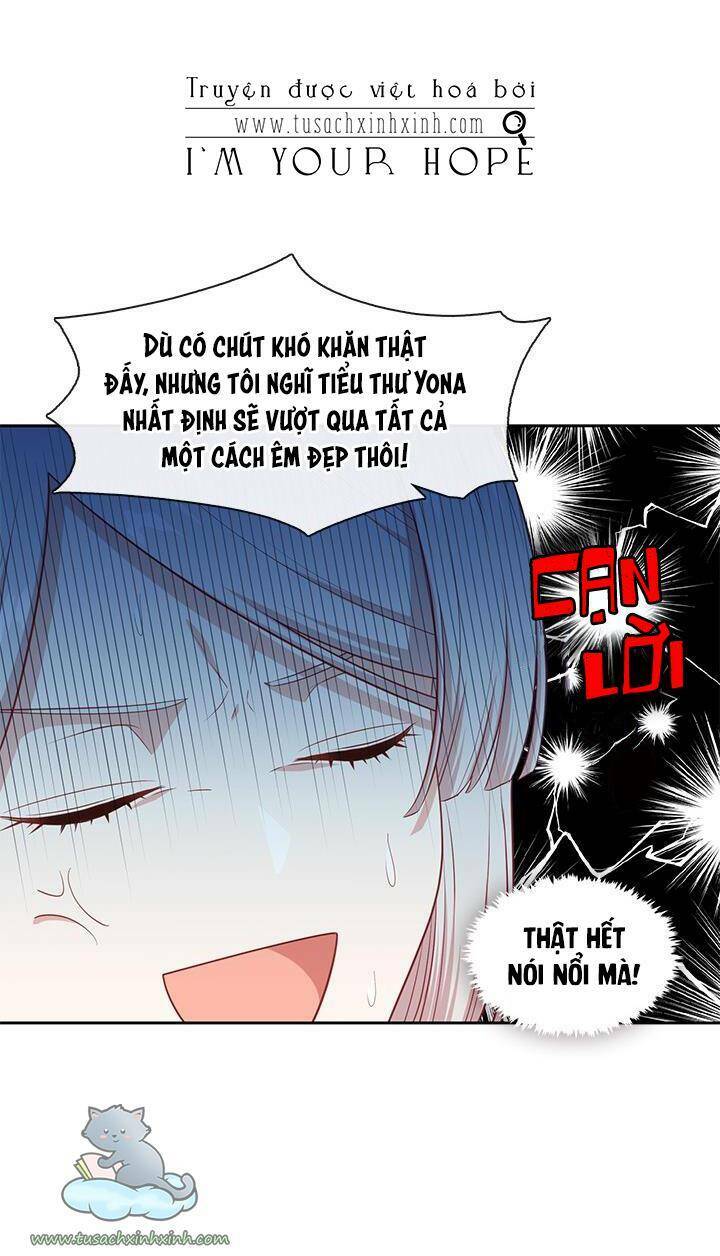 Truyện được việt hoá bởi
www.tusachxinhxinh.com
I'M YOUR HOPE
DÙ CÓ CHÚT KHÓ KHĂN THẬT
ĐẤY, NHƯNG TÔI NGHĨ TIỂU THƯ YONA
NHẤT ĐỊNH SẼ VƯỢT QUA TẤT CẢ
MỘT CÁCH ÊM ĐẸP THÔI!
CẠN
LỜI
THẬT HẾT
NÓI NỔI MÀ!
www.tusachxinhxinh.com